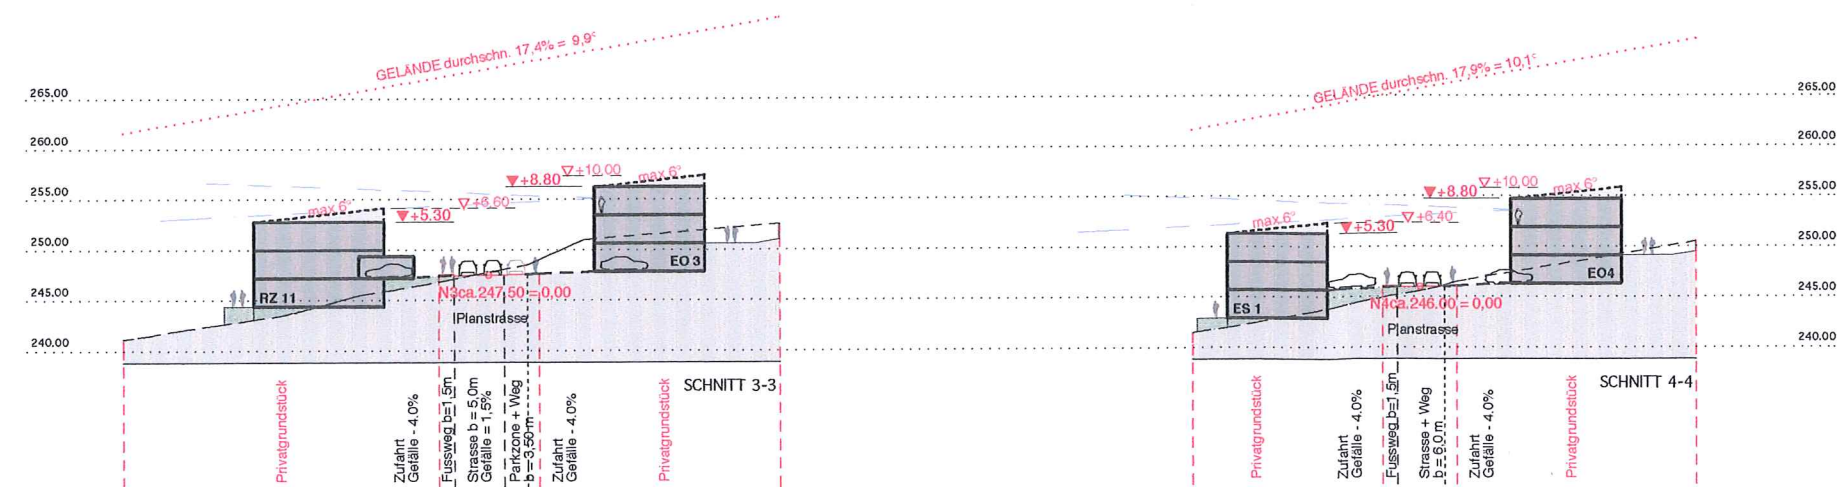 GELÄNDE durchschn. 17,4% = 9,9°
265.00
260.00
255.00
250.00
245.00
240.00
max.6°
+5.30
+6.60
+8.80
+10.00
max.6°
RZ 11
EO 3
N3ca.247.50 = 0,00
Planstrasse
SCHNITT 3-3
Privatgrundstück
Zufahrt
Gefälle - 4.0%
Fussweg b=1,5m
Strasse b = 5,0m
Gefälle = 1,5%
Parkzone + Weg
b = 3,50 m
Zufahrt
Gefälle - 4.0%
Privatgrundstück
GELÄNDE durchschn. 17,9% = 10,1°
265.00
260.00
255.00
250.00
245.00
240.00
max.6°
+5.30
+6.40
+8.80
+10.00
max.6°
ES 1
EO4
N4ca.246.00 = 0,00
Planstrasse
SCHNITT 4-4
Privatgrundstück
Zufahrt
Gefälle - 4.0%
Fussweg b=1,5m
Strasse + Weg
b = 6,0 m
Zufahrt
Gefälle - 4.0%
Privatgrundstück